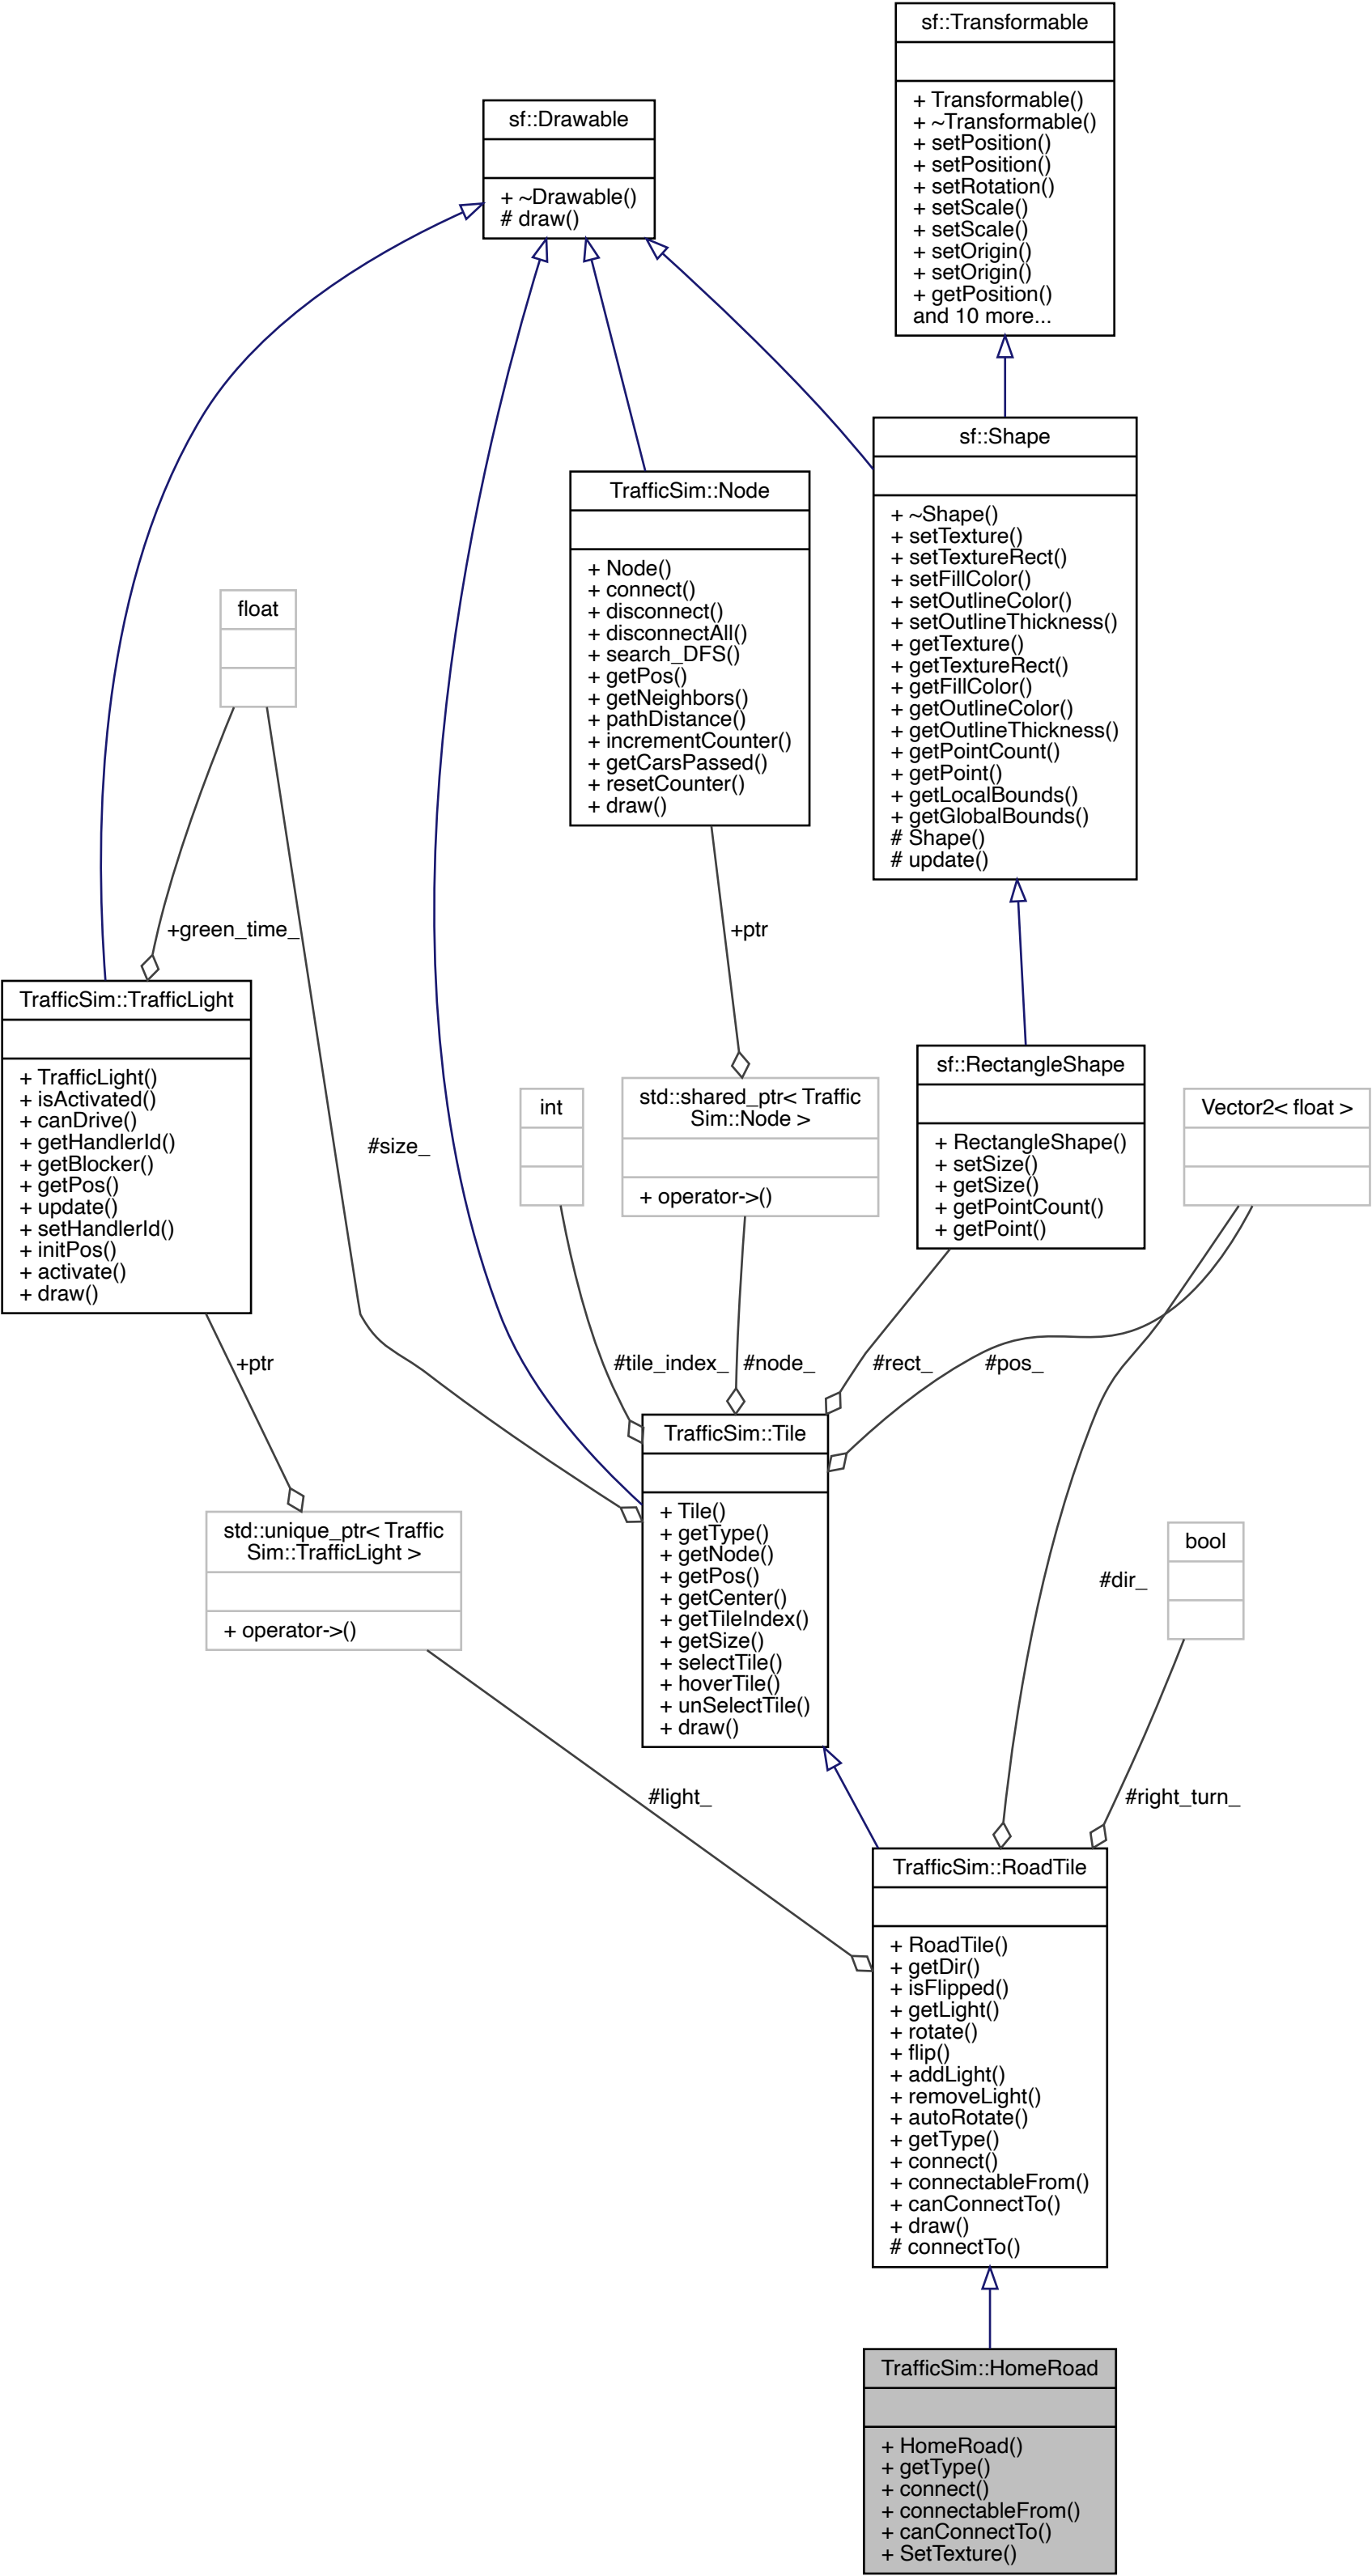 sf::Transformable
+ Transformable()
+ ~Transformable()
+ setPosition()
+ setPosition()
+ setRotation()
+ setScale()
+ setScale()
+ setOrigin()
+ setOrigin()
+ getPosition()
and 10 more...
sf::Drawable
+ ~Drawable()
# draw()
sf::Shape
+ ~Shape()
+ setTexture()
+ setTextureRect()
+ setFillColor()
+ setOutlineColor()
+ setOutlineThickness()
+ getTexture()
+ getTextureRect()
+ getFillColor()
+ getOutlineColor()
+ getOutlineThickness()
+ getPointCount()
+ getPoint()
+ getLocalBounds()
+ getGlobalBounds()
# Shape()
# update()
TrafficSim::Node
+ Node()
+ connect()
+ disconnect()
+ disconnectAll()
+ search_DFS()
+ getPos()
+ getNeighbors()
+ pathDistance()
+ incrementCounter()
+ getCarsPassed()
+ resetCounter()
+ draw()
float
+green_time_
+ptr
TrafficSim::TrafficLight
+ TrafficLight()
+ isActivated()
+ canDrive()
+ getHandlerId()
+ getBlocker()
+ getPos()
+ update()
+ setHandlerId()
+ initPos()
+ activate()
+ draw()
#size_
int
std::shared_ptr< Traffic
Sim::Node >
+ operator->()
sf::RectangleShape
+ RectangleShape()
+ setSize()
+ getSize()
+ getPointCount()
+ getPoint()
Vector2< float >
+ptr
#tile_index_
#node_
#rect_
#pos_
TrafficSim::Tile
+ Tile()
+ getType()
+ getNode()
+ getPos()
+ getCenter()
+ getTileIndex()
+ getSize()
+ selectTile()
+ hoverTile()
+ unSelectTile()
+ draw()
std::unique_ptr< Traffic
Sim::TrafficLight >
+ operator->()
bool
#dir_
#light_
#right_turn_
TrafficSim::RoadTile
+ RoadTile()
+ getDir()
+ isFlipped()
+ getLight()
+ rotate()
+ flip()
+ addLight()
+ removeLight()
+ autoRotate()
+ getType()
+ connect()
+ connectableFrom()
+ canConnectTo()
+ draw()
# connectTo()
TrafficSim::HomeRoad
+ HomeRoad()
+ getType()
+ connect()
+ connectableFrom()
+ canConnectTo()
+ SetTexture()